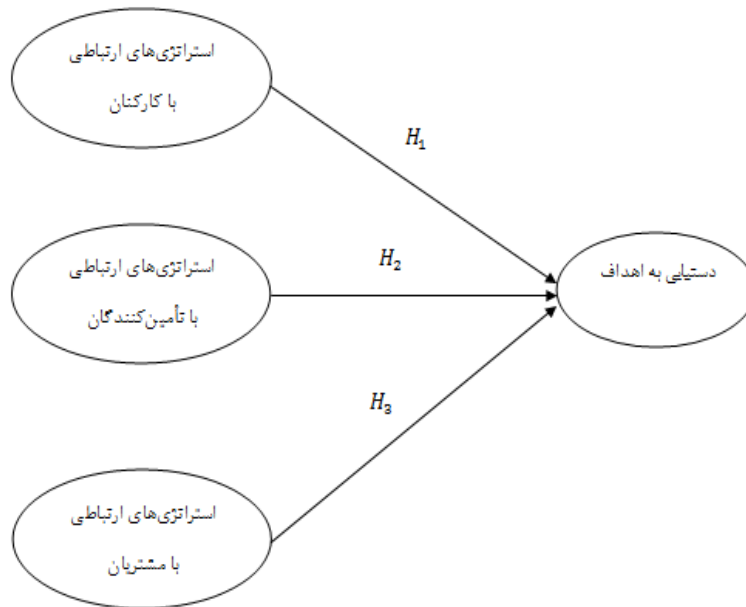 استراتژی‌های ارتباطی
با کارکنان
H₁
استراتژی‌های ارتباطی
با تأمین‌کنندگان
H₂
دستیابی به اهداف
H₃
استراتژی‌های ارتباطی
با مشتریان